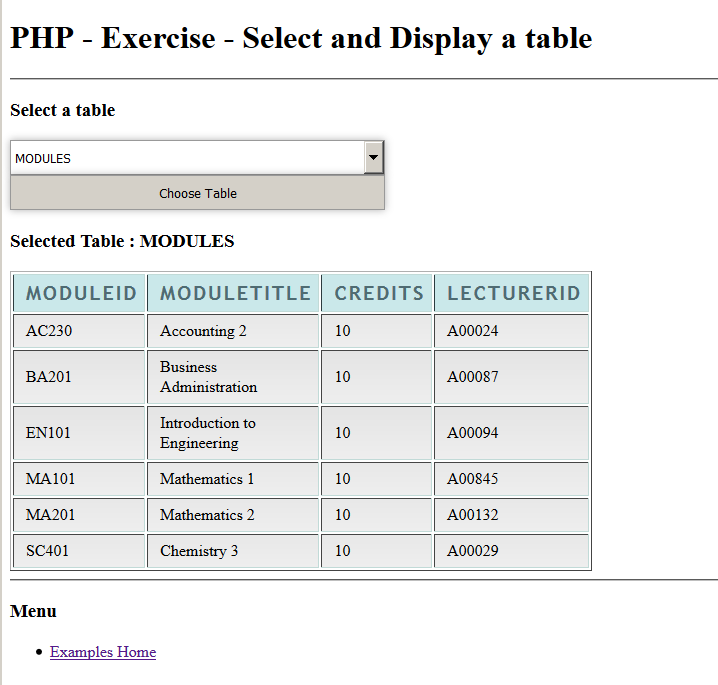 PHP - Exercise - Select and Display a table
Select a table
MODULES
Choose Table
Selected Table : MODULES
MODULEID MODULETITLE CREDITS LECTURERID
AC230 Accounting 2 10 A00024
BA201 Business Administration 10 A00087
EN101 Introduction to Engineering 10 A00094
MA101 Mathematics 1 10 A00845
MA201 Mathematics 2 10 A00132
SC401 Chemistry 3 10 A00029
Menu
• Examples Home